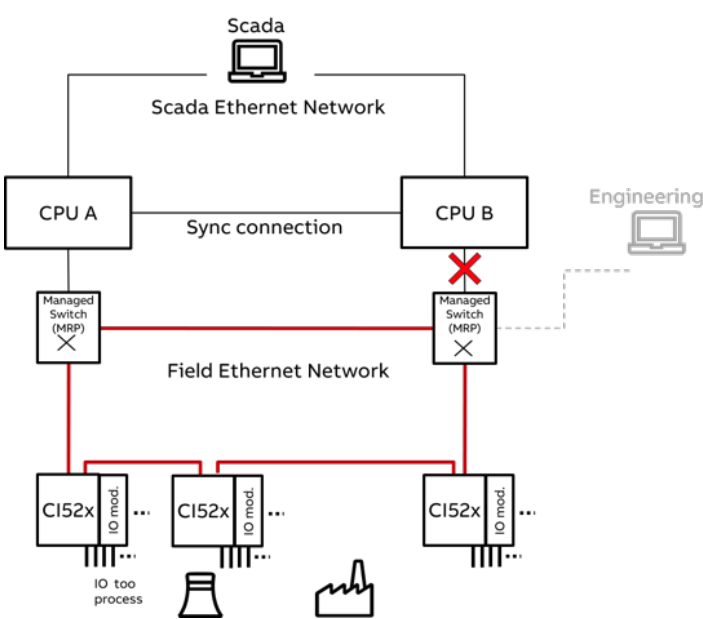 Scada
Scada Ethernet Network
CPU A
CPU B
Sync connection
Engineering
Managed
Switch
(MRP)
Managed
Switch
(MRP)
Field Ethernet Network
CI52x
IO mod.
CI52x
IO mod.
CI52x
IO mod.
IO too
process